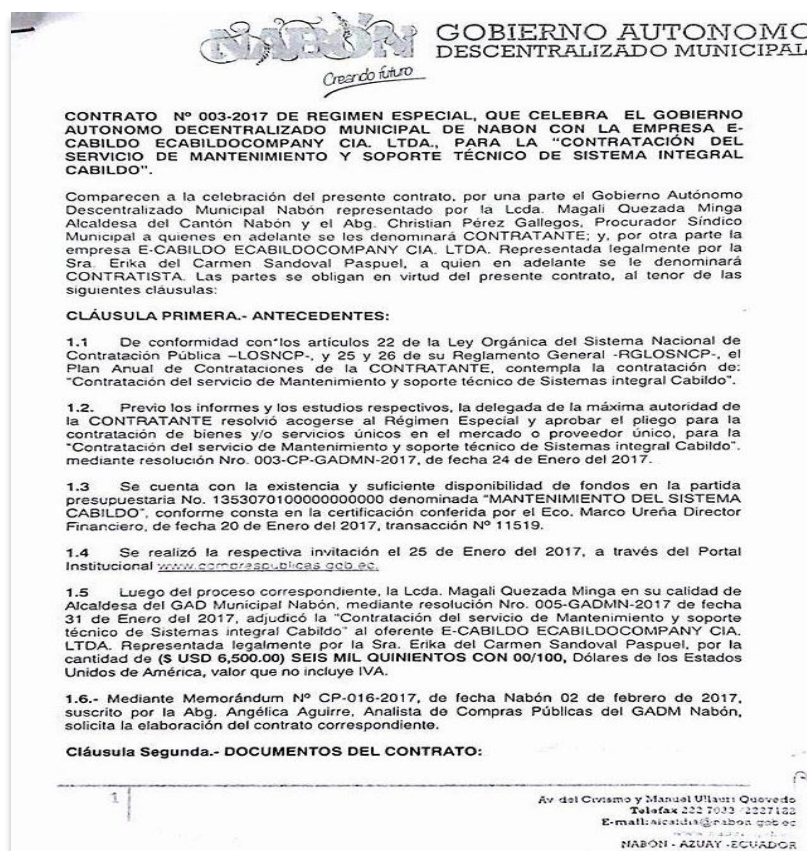 NABÓN
Creando futuro
GOBIERNO AUTONOMO
DESCENTRALIZADO MUNICIPAL
CONTRATO Nº 003-2017 DE REGIMEN ESPECIAL, QUE CELEBRA EL GOBIERNO
AUTONOMO DECENTRALIZADO MUNICIPAL DE NABON CON LA EMPRESA E-
CABILDO ECABILDOCOMPANY CIA. LTDA., PARA LA "CONTRATACIÓN DEL
SERVICIO DE MANTENIMIENTO Y SOPORTE TÉCNICO DE SISTEMA INTEGRAL
CABILDO".
Comparecen a la celebración del presente contrato, por una parte el Gobierno Autónomo
Descentralizado Municipal Nabón representado por la Lcda. Magali Quezada Minga
Alcaldesa del Cantón Nabón y el Abg. Christian Pérez Gallegos, Procurador Síndico
Municipal a quienes en adelante se les denominará CONTRATANTE; y, por otra parte la
empresa E-CABILDO ECABILDOCOMPANY CIA. LTDA. Representada legalmente por la
Sra. Erika del Carmen Sandoval Paspuel, a quien en adelante se le denominará
CONTRATISTA. Las partes se obligan en virtud del presente contrato, al tenor de las
siguientes cláusulas:
CLÁUSULA PRIMERA.- ANTECEDENTES:
1.1 De conformidad con los artículos 22 de la Ley Orgánica del Sistema Nacional de
Contratación Pública –LOSNCP-, y 25 y 26 de su Reglamento General -RGLOSNCP-, el
Plan Anual de Contrataciones de la CONTRATANTE, contempla la contratación de:
"Contratación del servicio de Mantenimiento y soporte técnico de Sistemas integral Cabildo".
1.2. Previo los informes y los estudios respectivos, la delegada de la máxima autoridad de
la CONTRATANTE resolvió acogerse al Régimen Especial y aprobar el pliego para la
contratación de bienes y/o servicios únicos en el mercado o proveedor único, para la
"Contratación del servicio de Mantenimiento y soporte técnico de Sistemas integral Cabildo".
mediante resolución Nro. 003-CP-GADMN-2017, de fecha 24 de Enero del 2017.
1.3 Se cuenta con la existencia y suficiente disponibilidad de fondos en la partida
presupuestaria No. 1353070100000000000 denominada "MANTENIMIENTO DEL SISTEMA
CABILDO", conforme consta en la certificación conferida por el Eco. Marco Ureña Director
Financiero, de fecha 20 de Enero del 2017, transacción Nº 11519.
1.4 Se realizó la respectiva invitación el 25 de Enero del 2017, a través del Portal
Institucional www.compraspublicas.gob.ec.
1.5 Luego del proceso correspondiente, la Lcda. Magali Quezada Minga en su calidad de
Alcaldesa del GAD Municipal Nabón, mediante resolución Nro. 005-GADMN-2017 de fecha
31 de Enero del 2017, adjudicó la "Contratación del servicio de Mantenimiento y soporte
técnico de Sistemas integral Cabildo" al oferente E-CABILDO ECABILDOCOMPANY CIA.
LTDA. Representada legalmente por la Sra. Erika del Carmen Sandoval Paspuel, por la
cantidad de ($ USD 6,500.00) SEIS MIL QUINIENTOS CON 00/100, Dólares de los Estados
Unidos de América, valor que no incluye IVA.
1.6.- Mediante Memorándum Nº CP-016-2017, de fecha Nabón 02 de febrero de 2017,
suscrito por la Abg. Angélica Aguirre, Analista de Compras Públicas del GADM Nabón,
solicita la elaboración del contrato correspondiente.
Cláusula Segunda.- DOCUMENTOS DEL CONTRATO:
1
Av del Civismo y Manuel Ullauri Quevedo
Telefax 222 7033 /2227182
E-mail:alcaldia@nabon.gob.ec
NABÓN - AZUAY -ECUADOR